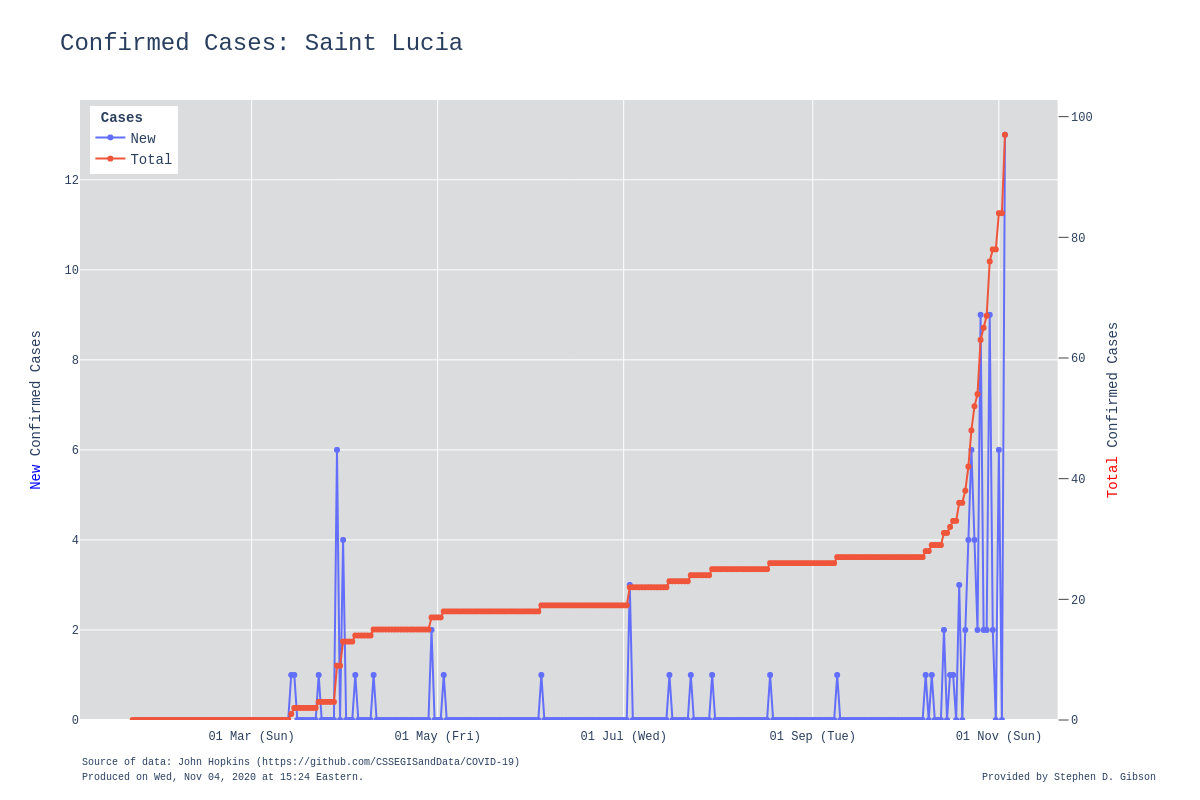 Confirmed Cases: Saint Lucia
Cases
New
Total
12
10
8
6
4
2
0
New Confirmed Cases
100
80
60
40
20
0
Total Confirmed Cases
01 Mar (Sun)
01 May (Fri)
01 Jul (Wed)
01 Sep (Tue)
01 Nov (Sun)
Source of data: John Hopkins (https://github.com/CSSEGISandData/COVID-19)
Produced on Wed, Nov 04, 2020 at 15:24 Eastern.
Provided by Stephen D. Gibson